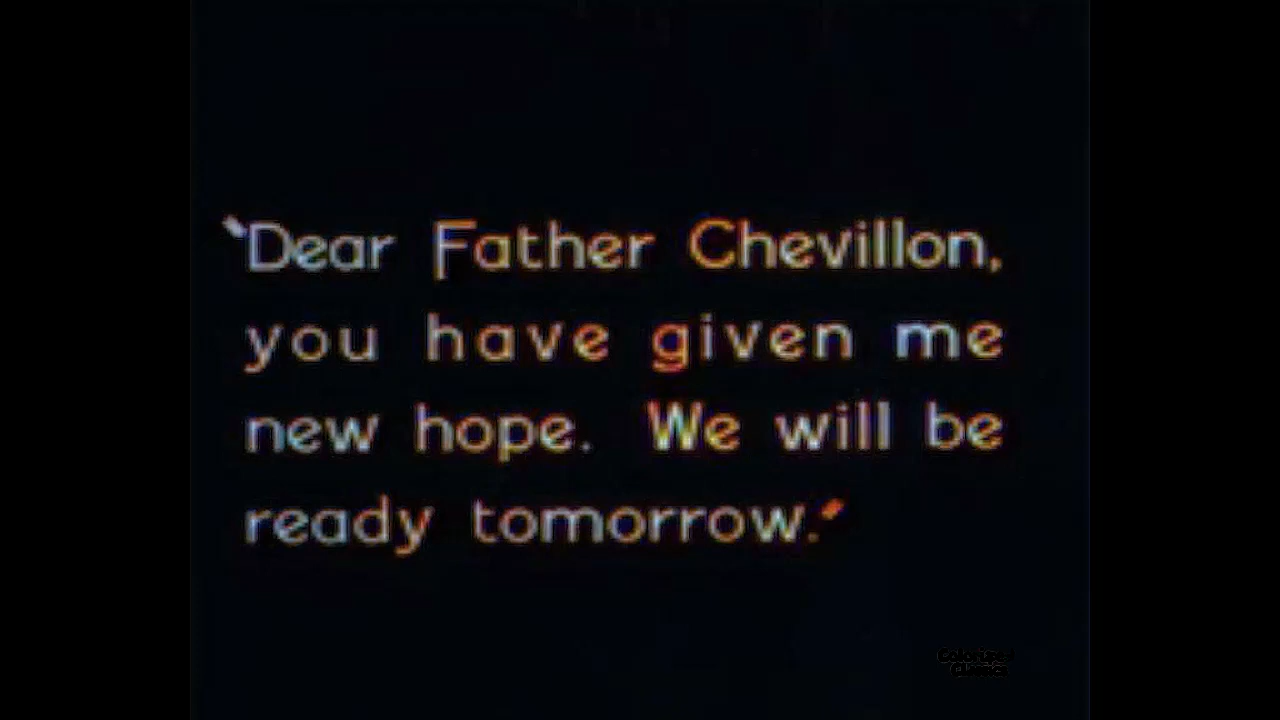 "Dear Father Chevillon,
you have given me
new hope. We will be
ready tomorrow."